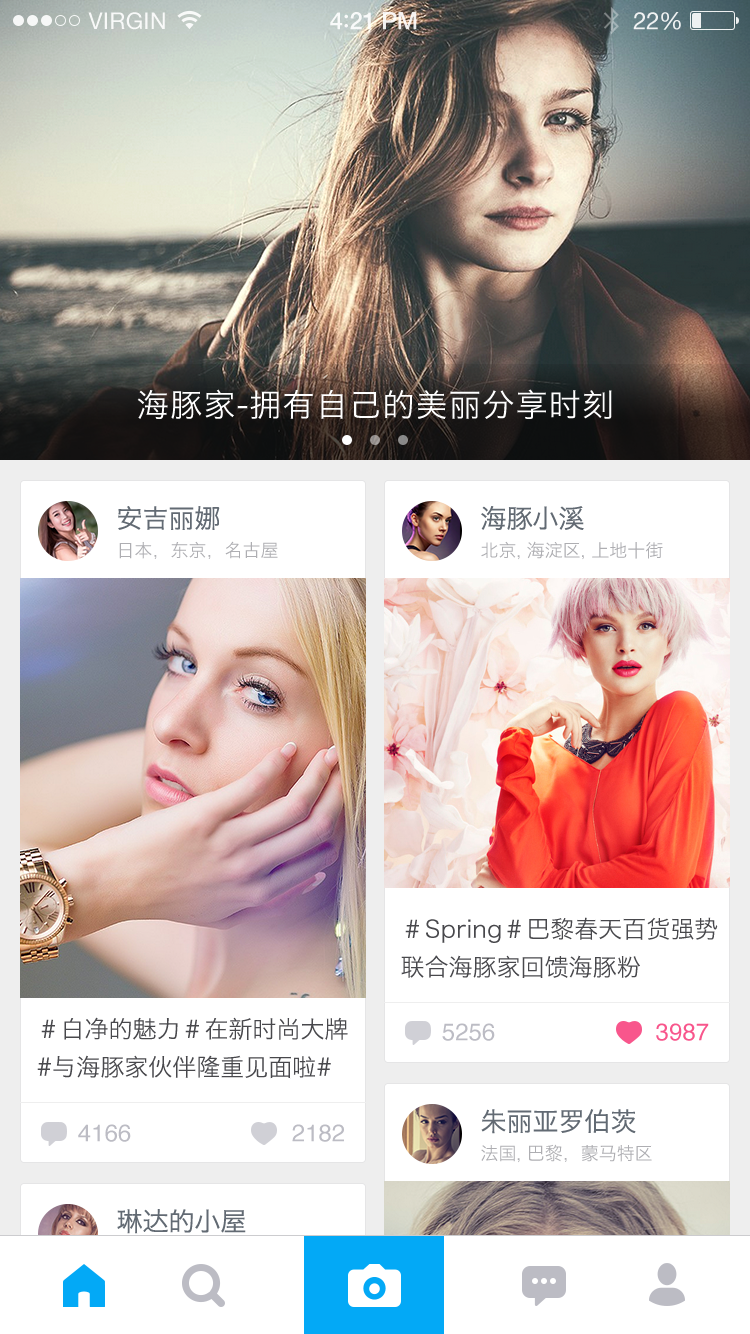 VIRGIN 4:21 PM 22%
海豚家-拥有自己的美丽分享时刻
安吉丽娜
日本，东京，名古屋
＃白净的魅力＃在新时尚大牌
#与海豚家伙伴隆重见面啦#
4166 2182
琳达的小屋
海豚小溪
北京, 海淀区, 上地十街
＃Spring＃巴黎春天百货强势
联合海豚家回馈海豚粉
5256 3987
朱丽亚罗伯茨
法国, 巴黎，蒙马特区